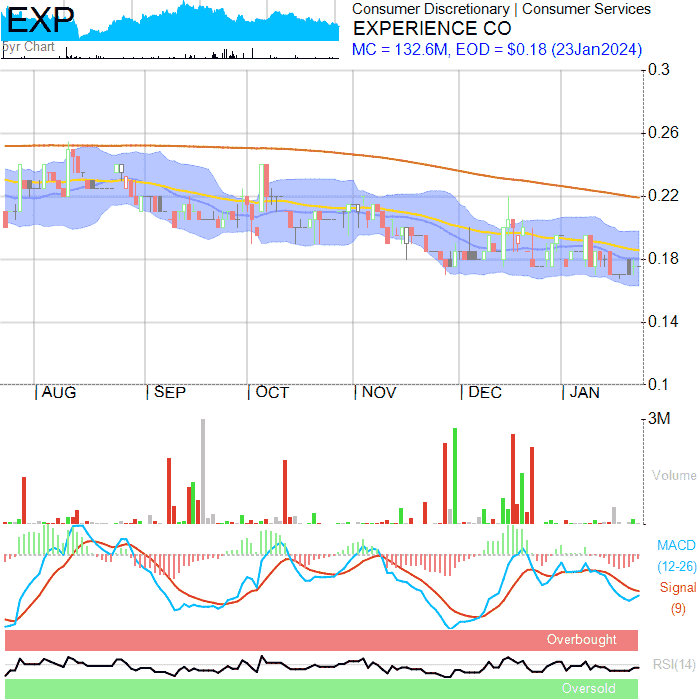 EXP
5yr Chart
Consumer Discretionary | Consumer Services
EXPERIENCE CO
MC = 132.6M, EOD = $0.18 (23Jan2024)
0.3
0.26
0.22
0.18
0.14
0.1
| AUG
| SEP
| OCT
| NOV
| DEC
| JAN
3M
Volume
MACD
(12-26)
Signal
(9)
Overbought
RSI(14)
Oversold